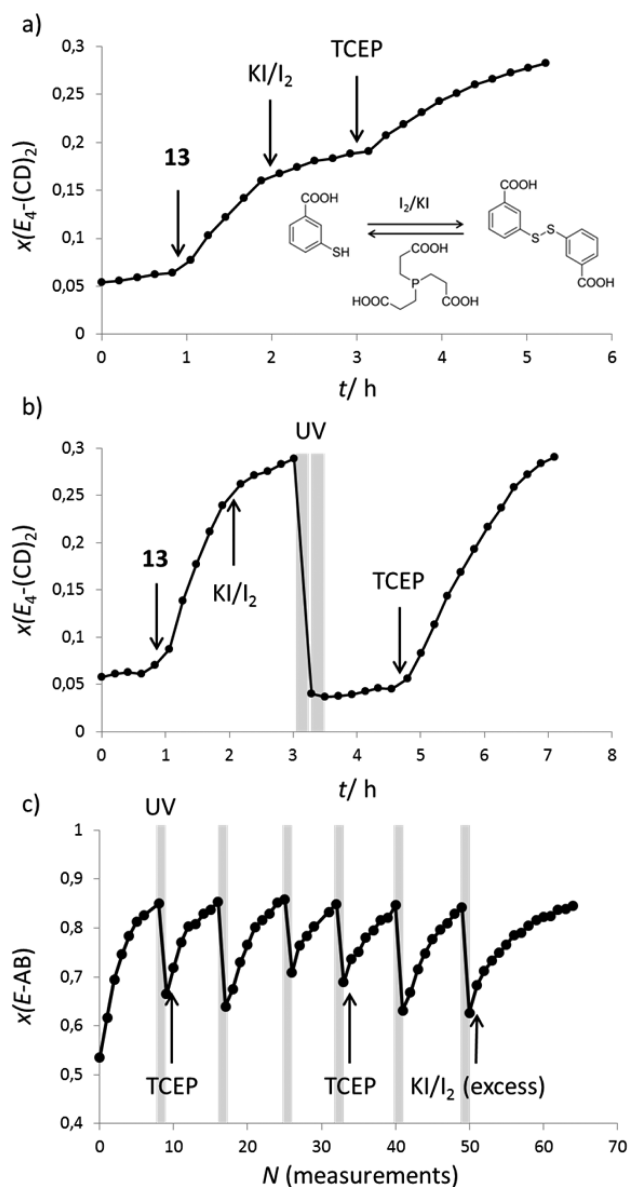 a)
x(E₄-(CD)₂)
0,3
0,25
0,2
0,15
0,1
0,05
0
13
KI/I₂
TCEP
COOH
SH
I₂/KI
COOH
HOOC
P
COOH
COOH
S
S
COOH
0 1 2 3 4 5 6
t/ h
b)
UV
x(E₄-(CD)₂)
0,3
0,25
0,2
0,15
0,1
0,05
0
13
KI/I₂
TCEP
0 1 2 3 4 5 6 7 8
t/ h
c)
UV
x(E-AB)
1
0,9
0,8
0,7
0,6
0,5
0,4
TCEP
TCEP
KI/I₂ (excess)
0 10 20 30 40 50 60 70
N (measurements)